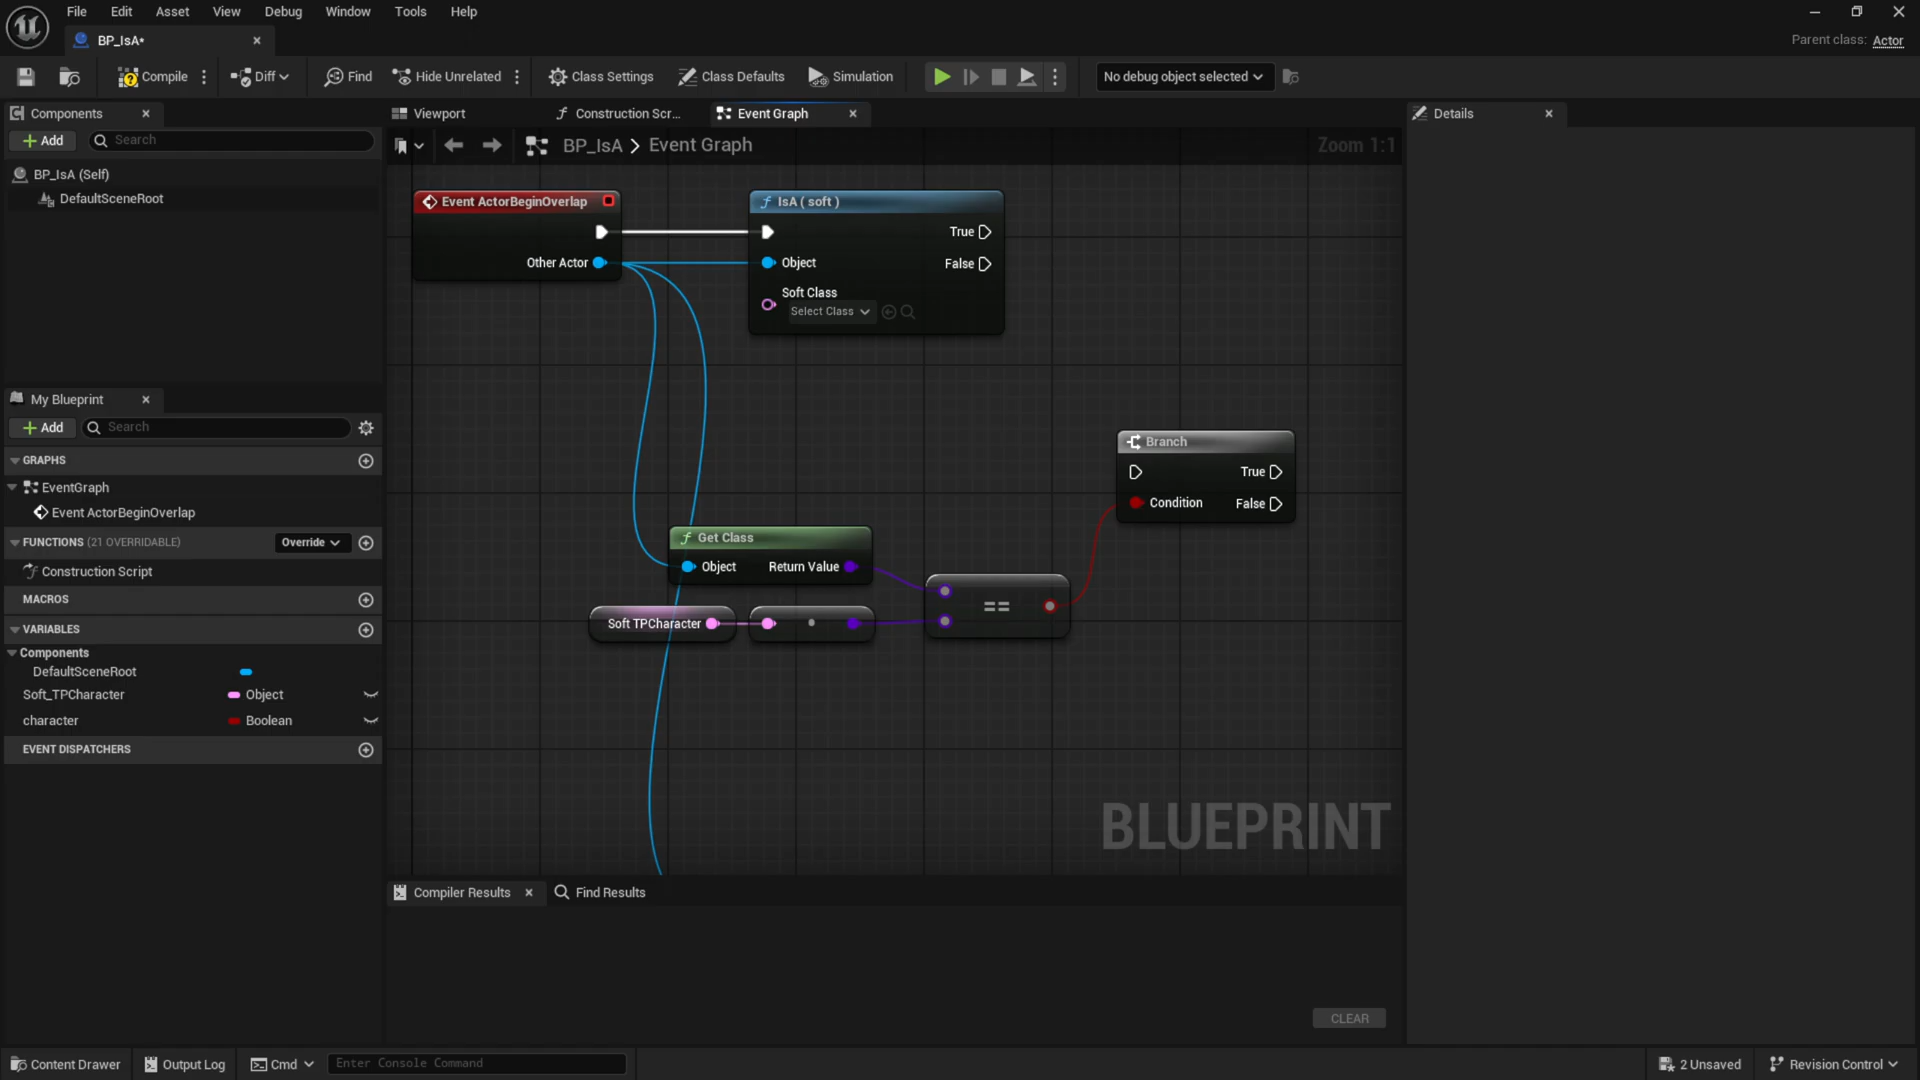 File Edit Asset View Debug Window Tools Help
BP_IsA*
Parent class: Actor
Compile Diff Find Hide Unrelated Class Settings Class Defaults Simulation No debug object selected
Components
Add Search
BP_IsA (Self)
DefaultSceneRoot
My Blueprint
Add Search
GRAPHS
EventGraph
Event ActorBeginOverlap
FUNCTIONS (21 OVERRIDABLE) Override
Construction Script
MACROS
VARIABLES
Components
DefaultSceneRoot
Soft_TPCharacter Object
character Boolean
EVENT DISPATCHERS
Viewport Construction Scr... Event Graph
BP_IsA > Event Graph Zoom 1:1
Event ActorBeginOverlap
Other Actor
IsA ( soft )
True
Object False
Soft Class
Select Class
Branch
True
Condition False
Get Class
Object Return Value
Soft TPCharacter
==
BLUEPRINT
Compiler Results Find Results
CLEAR
Details
Content Drawer Output Log Cmd Enter Console Command 2 Unsaved Revision Control